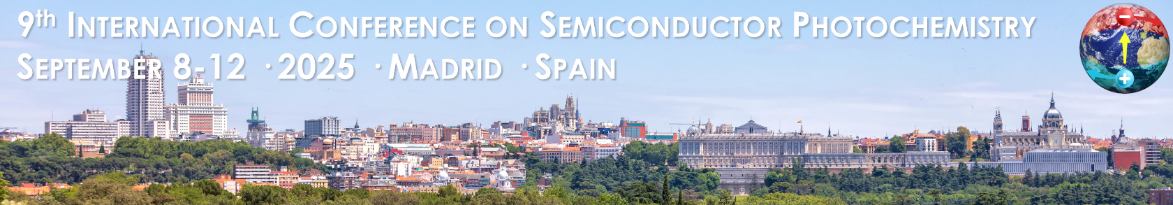 9th International Conference on Semiconductor Photochemistry
September 8-12 · 2025 · Madrid · Spain
− 
+